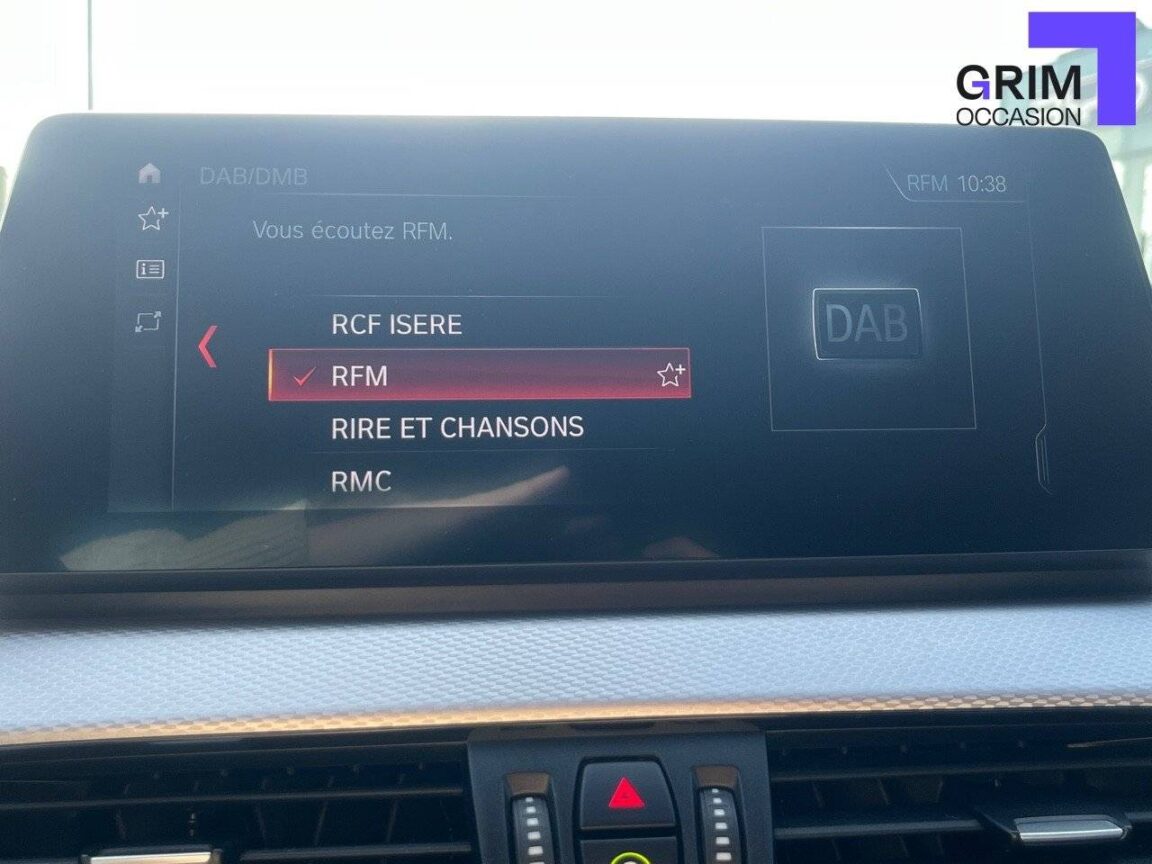 GRIM
OCCASION
DAB/DMB
RFM 10:38
Vous écoutez RFM.
RCF ISERE
RFM
RIRE ET CHANSONS
RMC
DAB